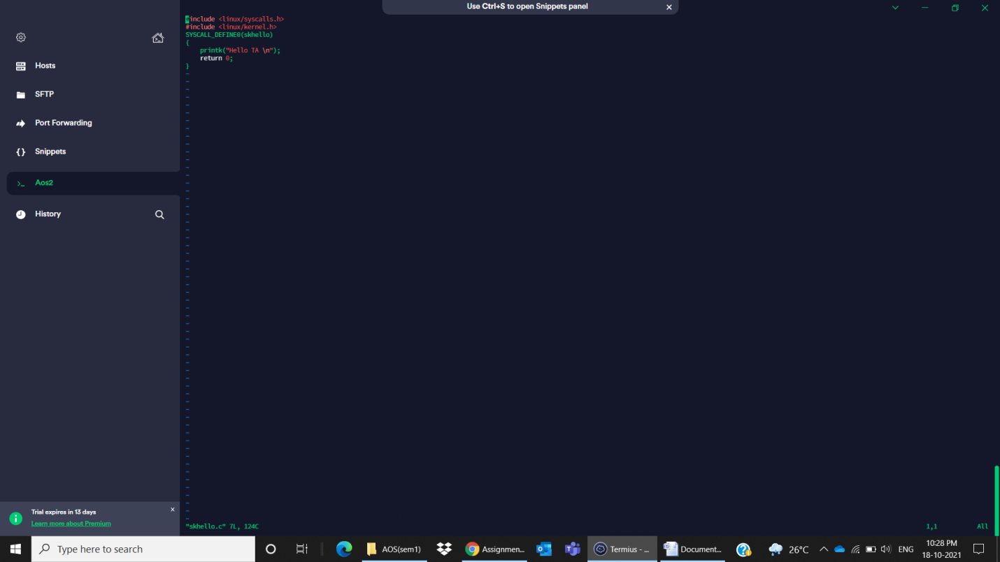 Use Ctrl+S to open Snippets panel
#include <linux/syscalls.h>
#include <linux/kernel.h>
SYSCALL_DEFINE0(skhello)
{
printk("Hello TA \n");
return 0;
}
Hosts
SFTP
Port Forwarding
Snippets
Aos2
History
Trial expires in 13 days
Learn more about Premium
"skhello.c" 7L, 124C
1,1
All
Type here to search
AOS(sem1)
Assignmen...
Termius - ...
Document...
26°C
ENG
10:28 PM
18-10-2021